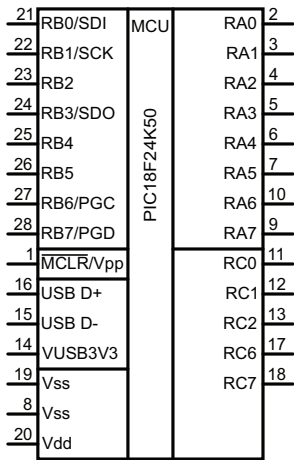 21 RB0/SDI MCU RA0 2
22 RB1/SCK RA1 3
23 RB2 RA2 4
24 RB3/SDO RA3 5
25 RB4 RA4 6
26 RB5 RA5 7
27 RB6/PGC RA6 10
28 RB7/PGD RA7 9
1 MCLR/Vpp RC0 11
16 USB D+ RC1 12
15 USB D- RC2 13
14 VUSB3V3 RC6 17
19 Vss RC7 18
8 Vss
20 Vdd
PIC18F24K50